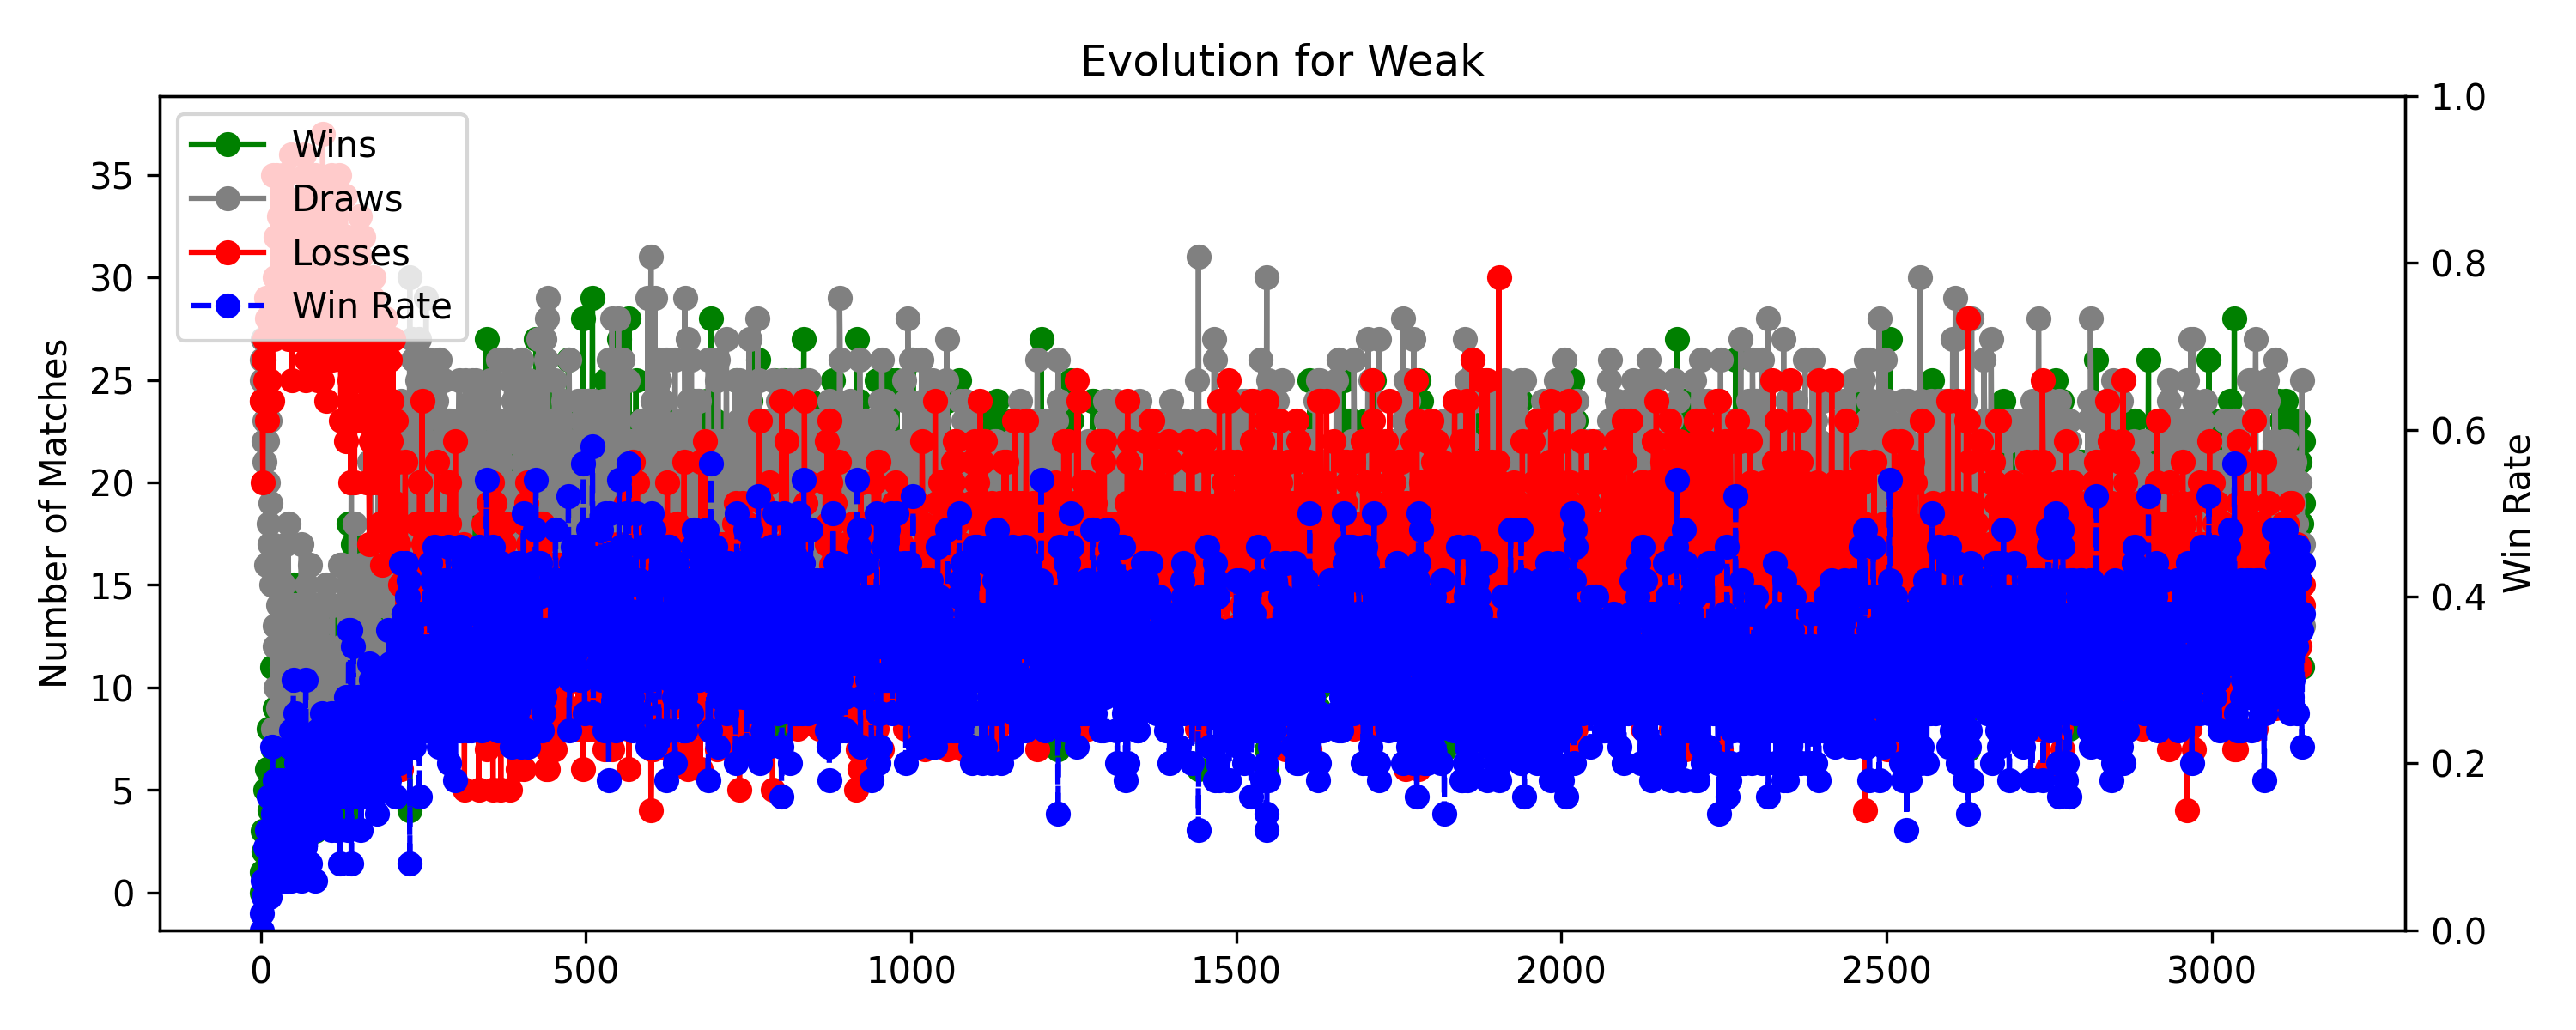 Evolution for Weak
Wins
Draws
Losses
Win Rate
Number of Matches
35
30
25
20
15
10
5
0
1.0
0.8
0.6
0.4
0.2
0.0
Win Rate
0 500 1000 1500 2000 2500 3000